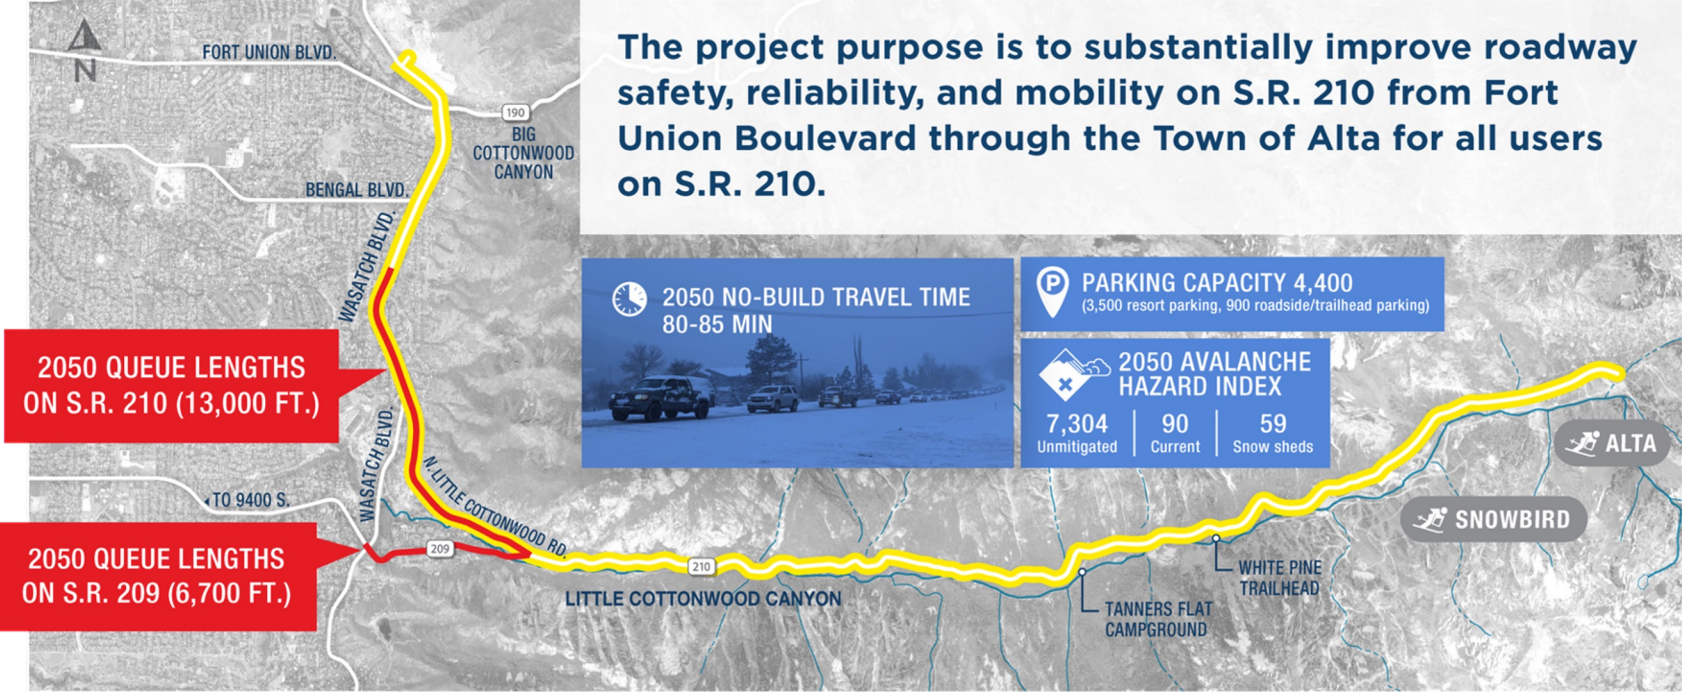 The project purpose is to substantially improve roadway
safety, reliability, and mobility on S.R. 210 from Fort
Union Boulevard through the Town of Alta for all users
on S.R. 210.
N
FORT UNION BLVD.
190
BIG
COTTONWOOD
CANYON
BENGAL BLVD.
WASATCH BLVD.
2050 NO-BUILD TRAVEL TIME
80-85 MIN
P
PARKING CAPACITY 4,400
(3,500 resort parking, 900 roadside/trailhead parking)
2050 AVALANCHE
HAZARD INDEX
7,304
Unmitigated
90
Current
59
Snow sheds
2050 QUEUE LENGTHS
ON S.R. 210 (13,000 FT.)
WASATCH BLVD.
N. LITTLE COTTONWOOD RD.
TO 9400 S.
2050 QUEUE LENGTHS
ON S.R. 209 (6,700 FT.)
209
210
LITTLE COTTONWOOD CANYON
TANNERS FLAT
CAMPGROUND
WHITE PINE
TRAILHEAD
SNOWBIRD
ALTA